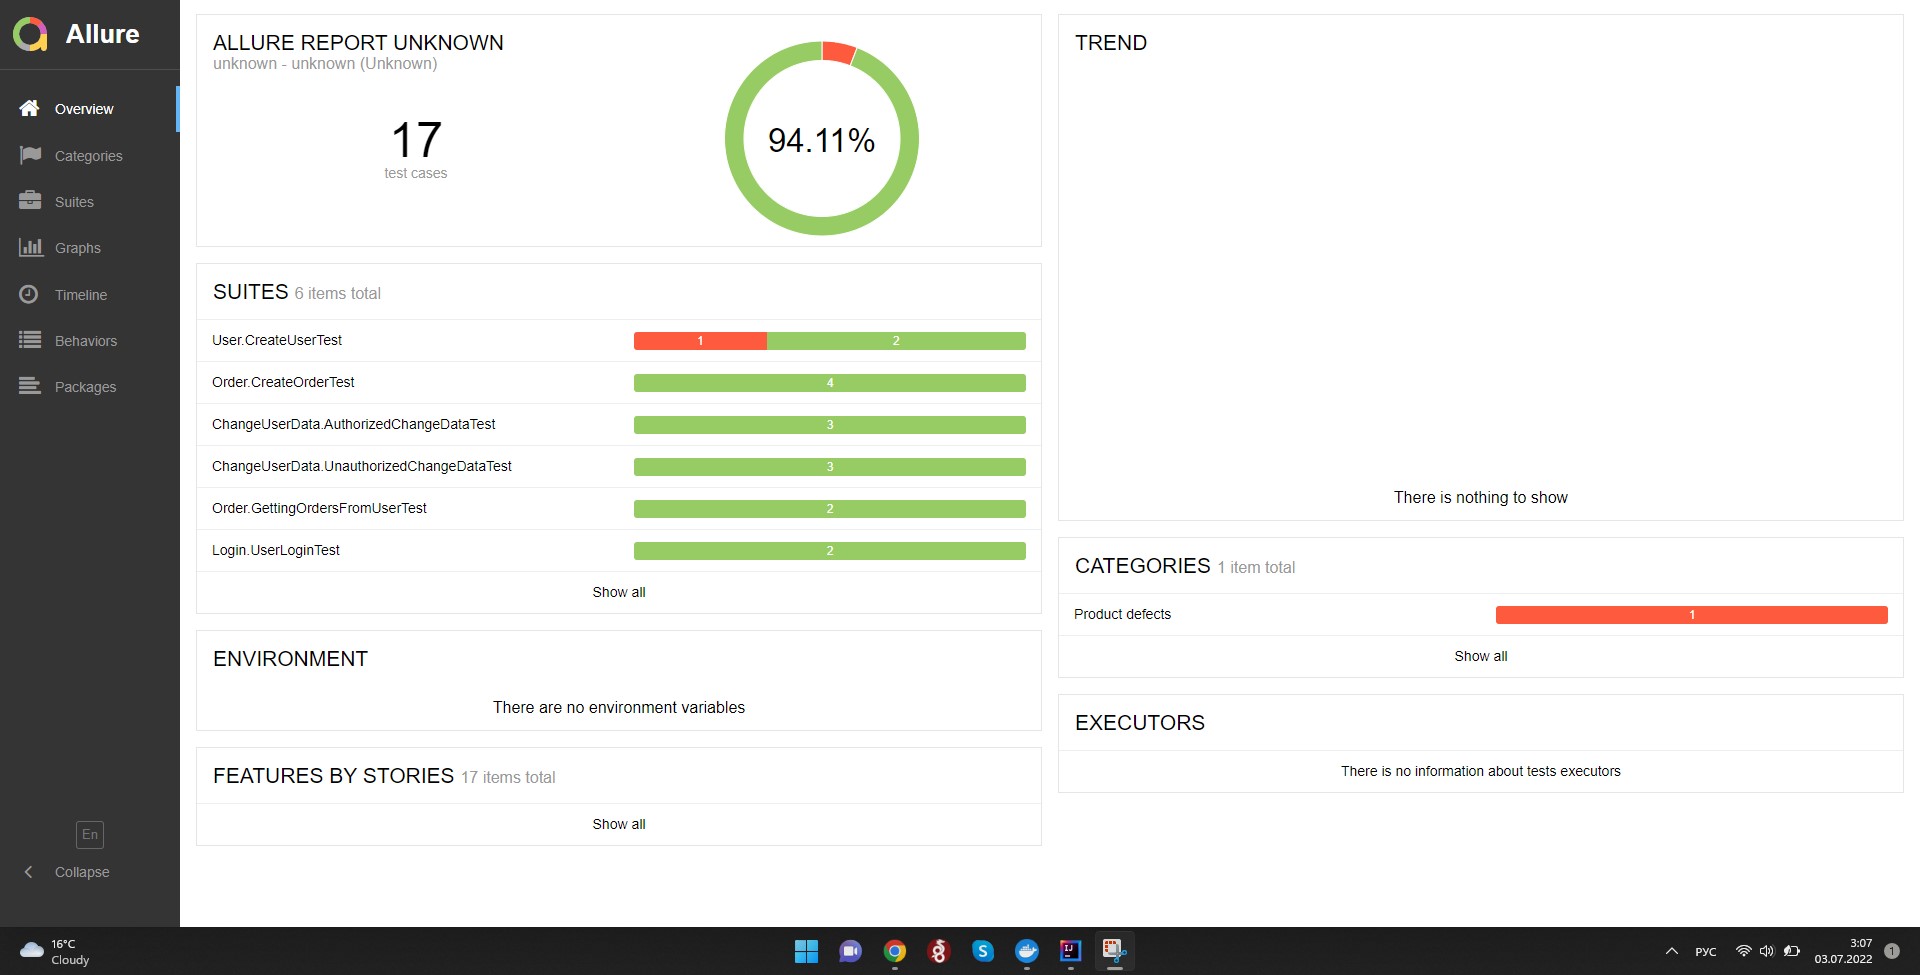 Allure
Overview
Categories
Suites
Graphs
Timeline
Behaviors
Packages
En
Collapse
ALLURE REPORT UNKNOWN
unknown - unknown (Unknown)
17
test cases
94.11%
SUITES 6 items total
User.CreateUserTest 1 2
Order.CreateOrderTest 4
ChangeUserData.AuthorizedChangeDataTest 3
ChangeUserData.UnauthorizedChangeDataTest 3
Order.GettingOrdersFromUserTest 2
Login.UserLoginTest 2
Show all
ENVIRONMENT
There are no environment variables
FEATURES BY STORIES 17 items total
Show all
TREND
There is nothing to show
CATEGORIES 1 item total
Product defects 1
Show all
EXECUTORS
There is no information about tests executors
16°C
Cloudy
S
IJ
РУС
3:07
03.07.2022
1